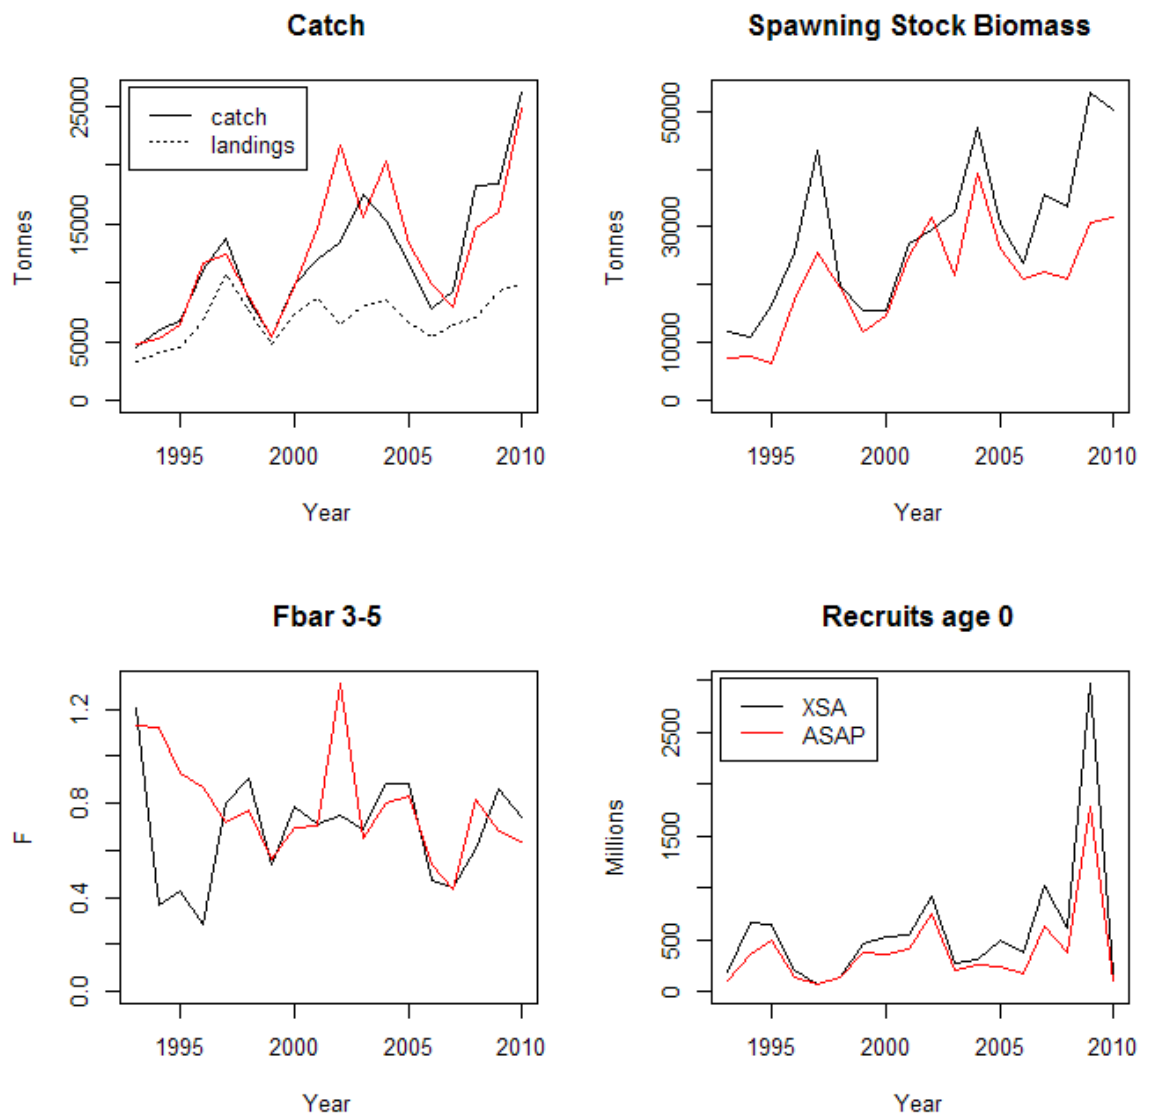 Catch
Tonnes
0
5000
15000
25000
catch
landings
1995
2000
2005
2010
Year
Spawning Stock Biomass
Tonnes
0
10000
30000
50000
1995
2000
2005
2010
Year
Fbar 3-5
F
0.0
0.4
0.8
1.2
1995
2000
2005
2010
Year
Recruits age 0
Millions
0
500
1500
2500
XSA
ASAP
1995
2000
2005
2010
Year